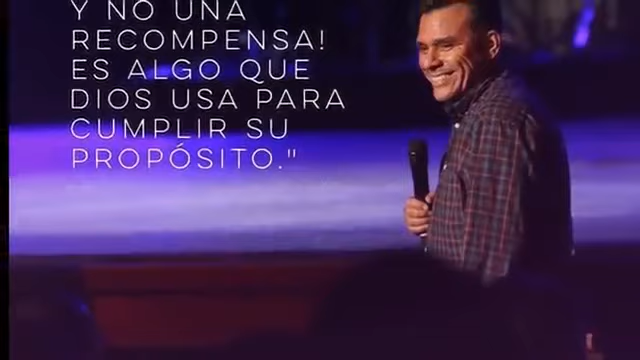 Y NO UNA
RECOMPENSA!
ES ALGO QUE
DIOS USA PARA
CUMPLIR SU
PROPÓSITO."